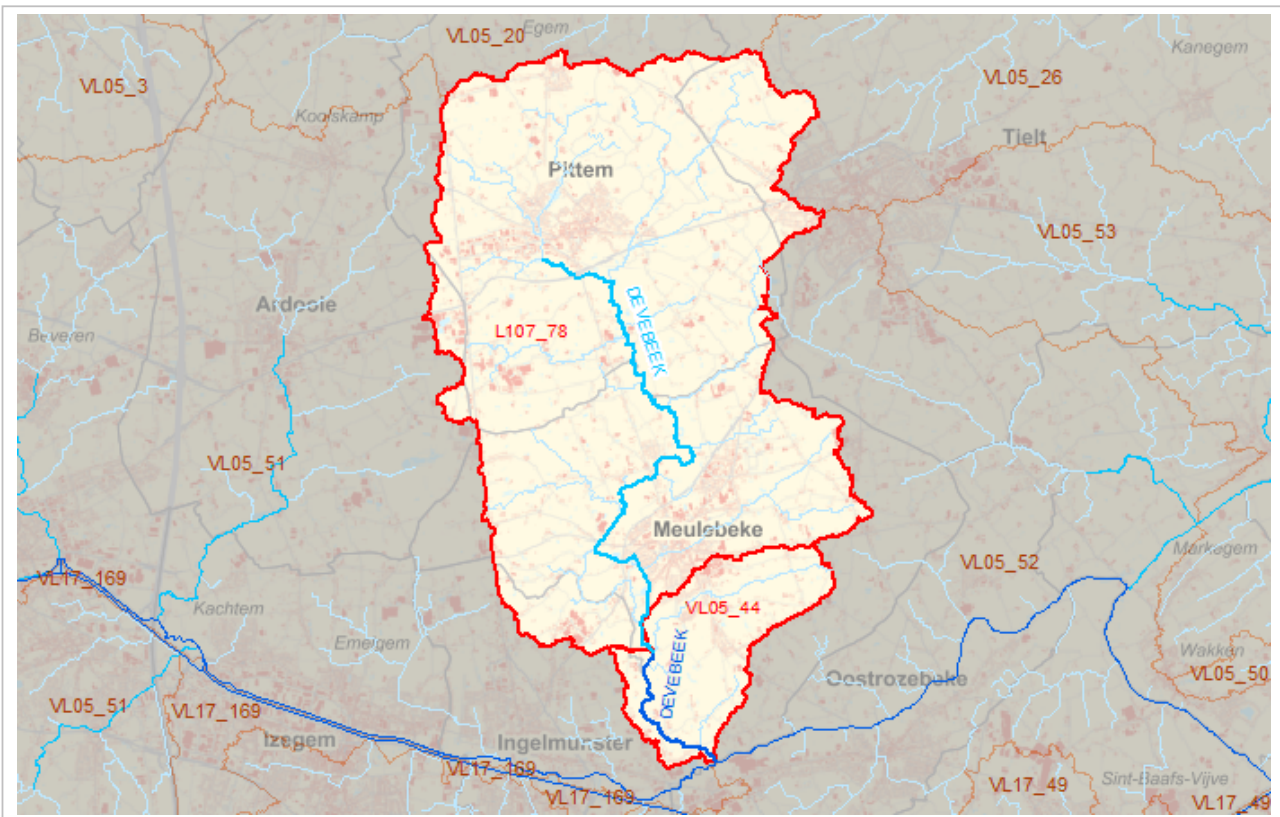 Egem
VL05_20
Kanegem
VL05_3
VL05_26
Koolskamp
Tielt
Pittem
VL05_53
Ardooie
DEVEBEEK
Beveren
L107_78
VL05_51
Meulebeke
Markegem
VL05_52
VL17_169
Kachtem
VL05_44
Emelgem
Wakken
DEVEBEEK
Oostrozebeke
VL05_50
VL05_51
VL17_169
Izegem
Ingelmunster
VL17_169
Sint-Baafs-Vijve
VL17_49
VL17_169
VL17_49